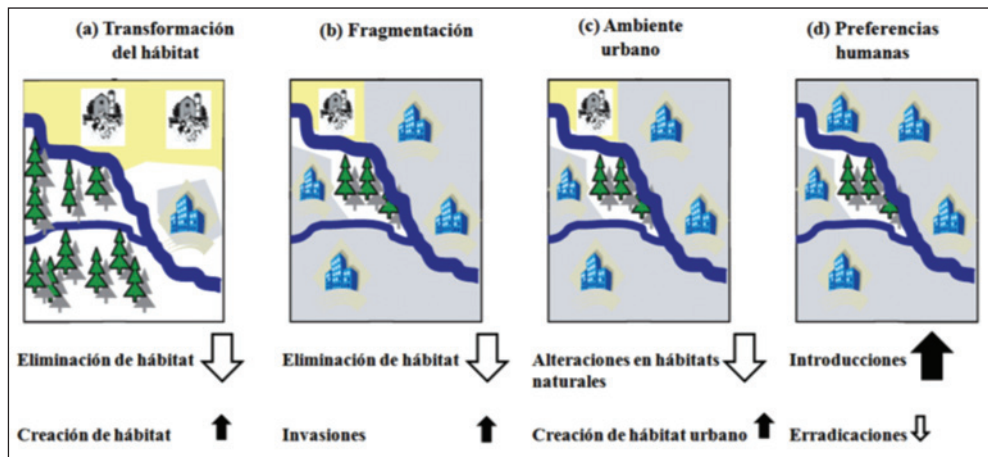 (a) Transformación
del hábitat
(b) Fragmentación
(c) Ambiente
urbano
(d) Preferencias
humanas
Eliminación de hábitat
Eliminación de hábitat
Alteraciones en hábitats
naturales
Introducciones
Creación de hábitat
Invasiones
Creación de hábitat urbano
Erradicaciones